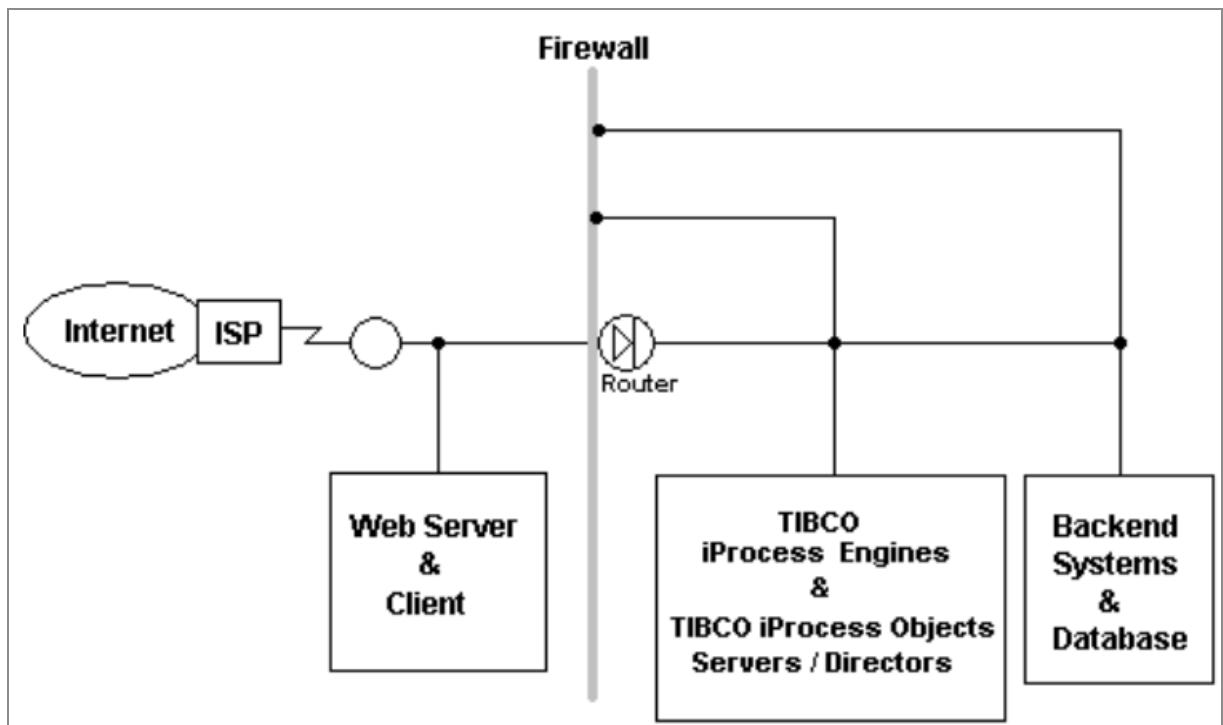 Firewall
Internet
ISP
Router
Web Server
&
Client
TIBCO
iProcess Engines
&
TIBCO iProcess Objects
Servers / Directors
Backend
Systems
&
Database